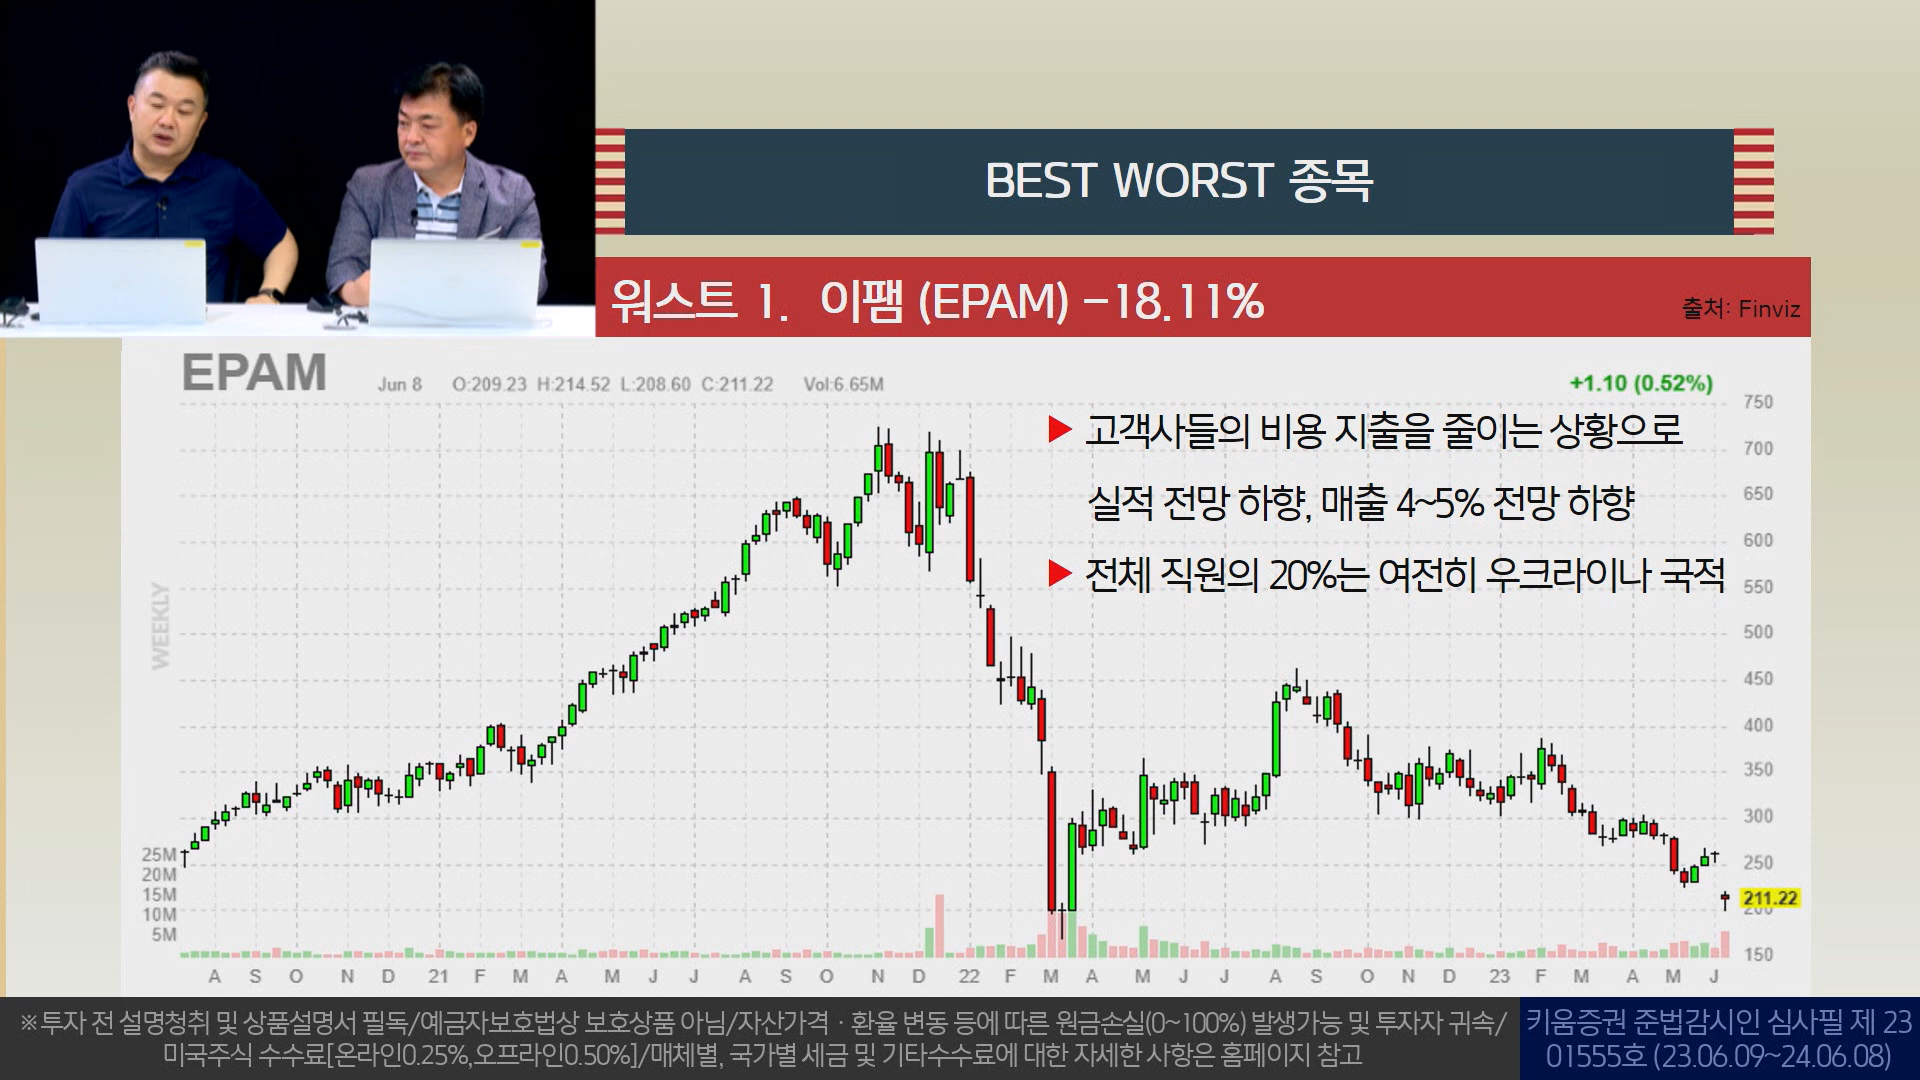 BEST WORST 종목
워스트 1. 이팸 (EPAM) -18.11%
출처: Finviz
EPAM Jun 8 O:209.23 H:214.52 L:208.60 C:211.22 Vol:6.65M +1.10 (0.52%)
▶ 고객사들의 비용 지출을 줄이는 상황으로
실적 전망 하향, 매출 4~5% 전망 하향
▶ 전체 직원의 20%는 여전히 우크라이나 국적
WEEKLY
750
700
650
600
550
500
450
400
350
300
250
211.22
200
150
25M
20M
15M
10M
5M
A S O N D 21 F M A M J J A S O N D 22 F M A M J J A S O N D 23 F M A M J
※투자 전 설명청취 및 상품설명서 필독/예금자보호법상 보호상품 아님/자산가격·환율 변동 등에 따른 원금손실(0~100%) 발생가능 및 투자자 귀속/
미국주식 수수료[온라인0.25%,오프라인0.50%]/매체별, 국가별 세금 및 기타수수료에 대한 자세한 사항은 홈페이지 참고
키움증권 준법감시인 심사필 제 23
01555호 (23.06.09~24.06.08)